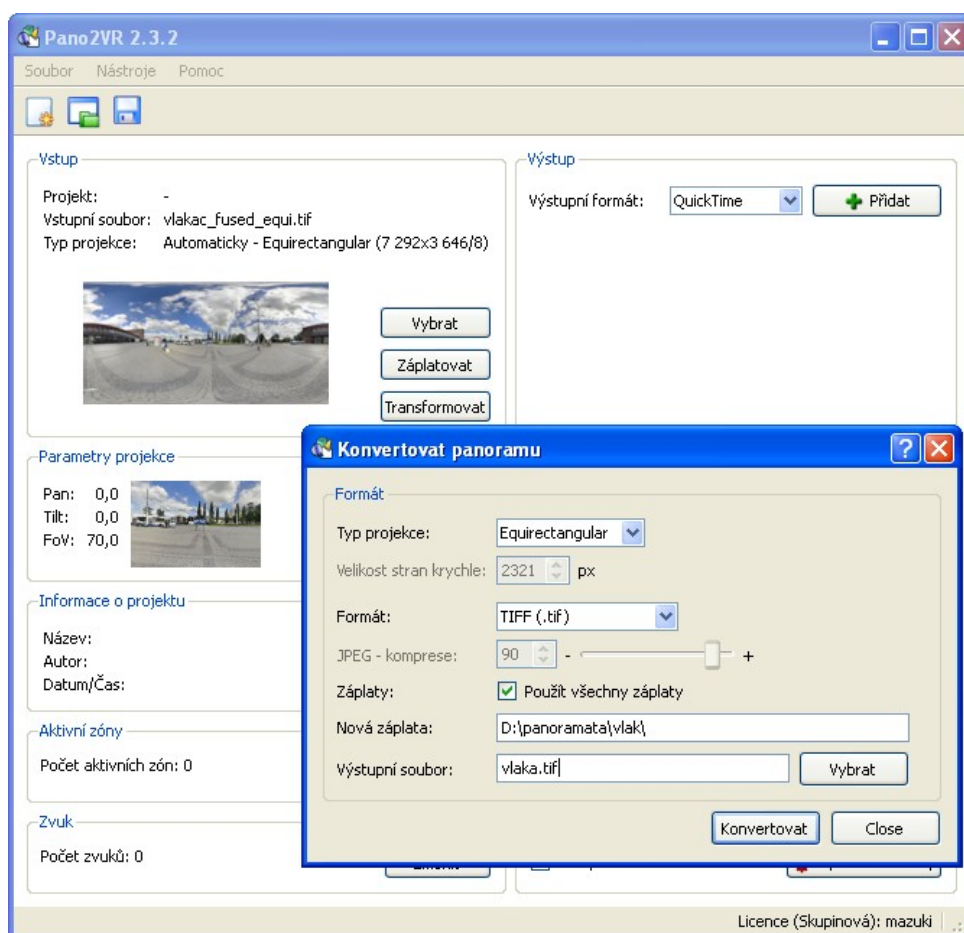 Pano2VR 2.3.2
Soubor Nástroje Pomoc
Vstup
Projekt: -
Vstupní soubor: vlakac_fused_equi.tif
Typ projekce: Automaticky - Equirectangular (7 292x3 646/8)
Vybrat
Záplatovat
Transformovat
Výstup
Výstupní formát: QuickTime Přidat
Parametry projekce
Pan: 0,0
Tilt: 0,0
FoV: 70,0
Informace o projektu
Název:
Autor:
Datum/Čas:
Aktivní zóny
Počet aktivních zón: 0
Zvuk
Počet zvuků: 0
Konvertovat panoramu
Formát
Typ projekce: Equirectangular
Velikost stran krychle: 2321 px
Formát: TIFF (.tif)
JPEG - komprese: 90 - +
Záplaty: Použít všechny záplaty
Nová záplata: D:\panoramata\vlak\
Výstupní soubor: vlaka.tif Vybrat
Konvertovat Close
Licence (Skupinová): mazuki